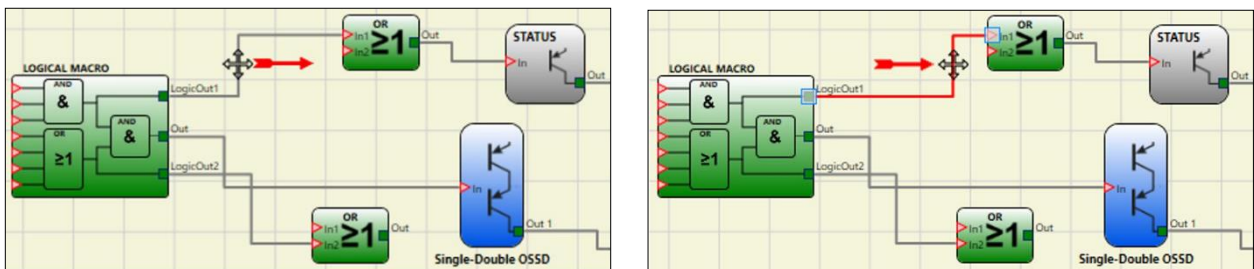 OR
In1
In2
≥1
Out
STATUS
In
Out
LOGICAL MACRO
AND
&
LogicOut1
AND
&
Out
OR
≥1
LogicOut2
In
Out 1
OR
In1
In2
≥1
Out
Single-Double OSSD
OR
In1
In2
≥1
Out
STATUS
In
Out
LOGICAL MACRO
AND
&
LogicOut1
AND
&
Out
OR
≥1
LogicOut2
In
Out 1
OR
In1
In2
≥1
Out
Single-Double OSSD